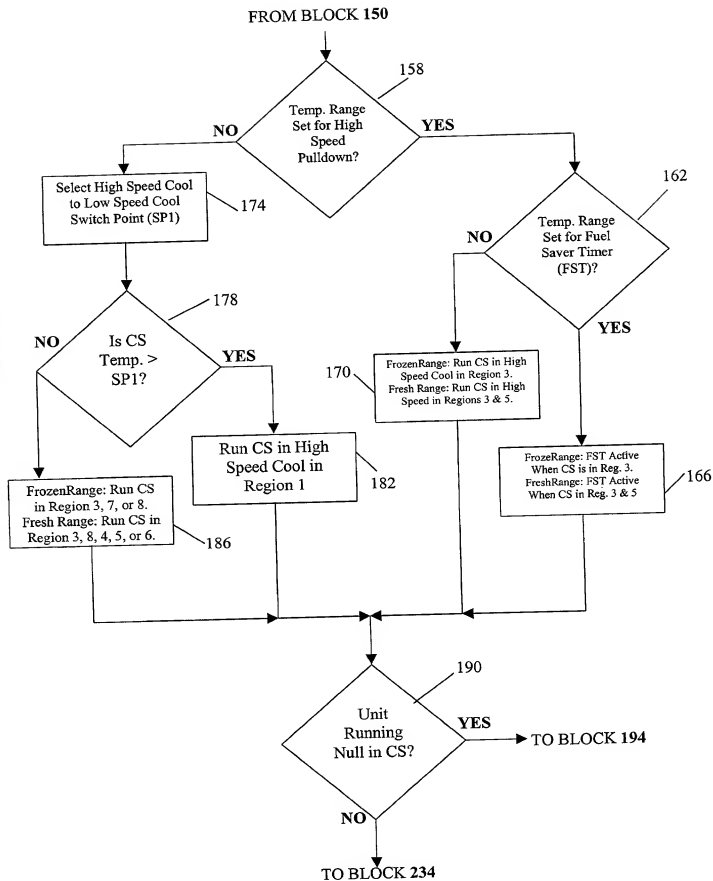 FROM BLOCK 150
158
Temp. Range
Set for High
Speed
Pulldown?
NO
YES
Select High Speed Cool
to Low Speed Cool
Switch Point (SP1)
174
162
Temp. Range
Set for Fuel
Saver Timer
(FST)?
NO
YES
178
Is CS
Temp. >
SP1?
NO
YES
170
FrozenRange: Run CS in High
Speed Cool in Region 3.
Fresh Range: Run CS in High
Speed in Regions 3 & 5.
Run CS in High
Speed Cool in
Region 1
182
FrozeRange: FST Active
When CS is in Reg. 3.
FreshRange: FST Active
When CS in Reg. 3 & 5
166
FrozenRange: Run CS
in Region 3, 7, or 8.
Fresh Range: Run CS in
Region 3, 8, 4, 5, or 6.
186
190
Unit
Running
Null in CS?
YES
TO BLOCK 194
NO
TO BLOCK 234